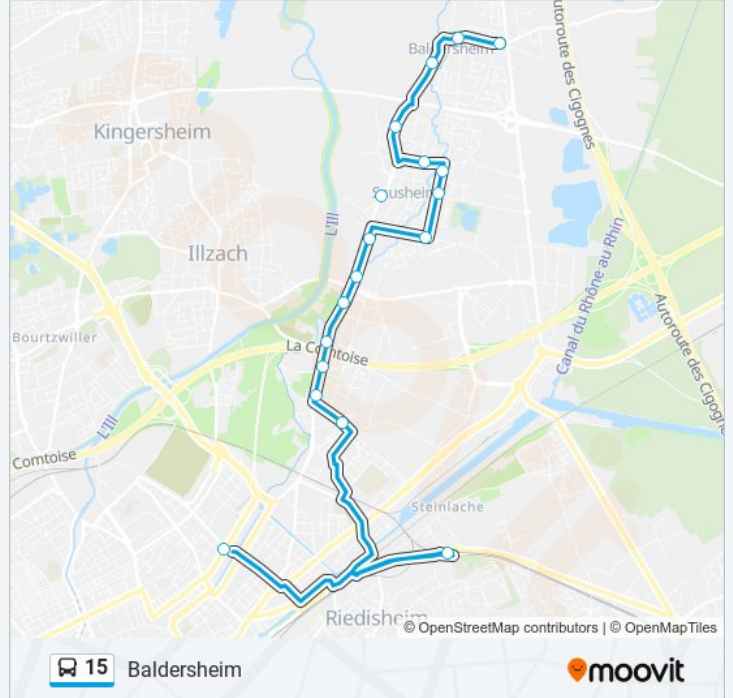 Baldersheim
Autoroute des Cigognes
Kingersheim
Sausheim
L'Ill
Illzach
Canal du Rhône au Rhin
Autoroute des Cigognes
Bourtzwiller
La Comtoise
L'Ill
Comtoise
Steinlache
Riedisheim
© OpenStreetMap contributors | © OpenMapTiles
15 Baldersheim
moovit